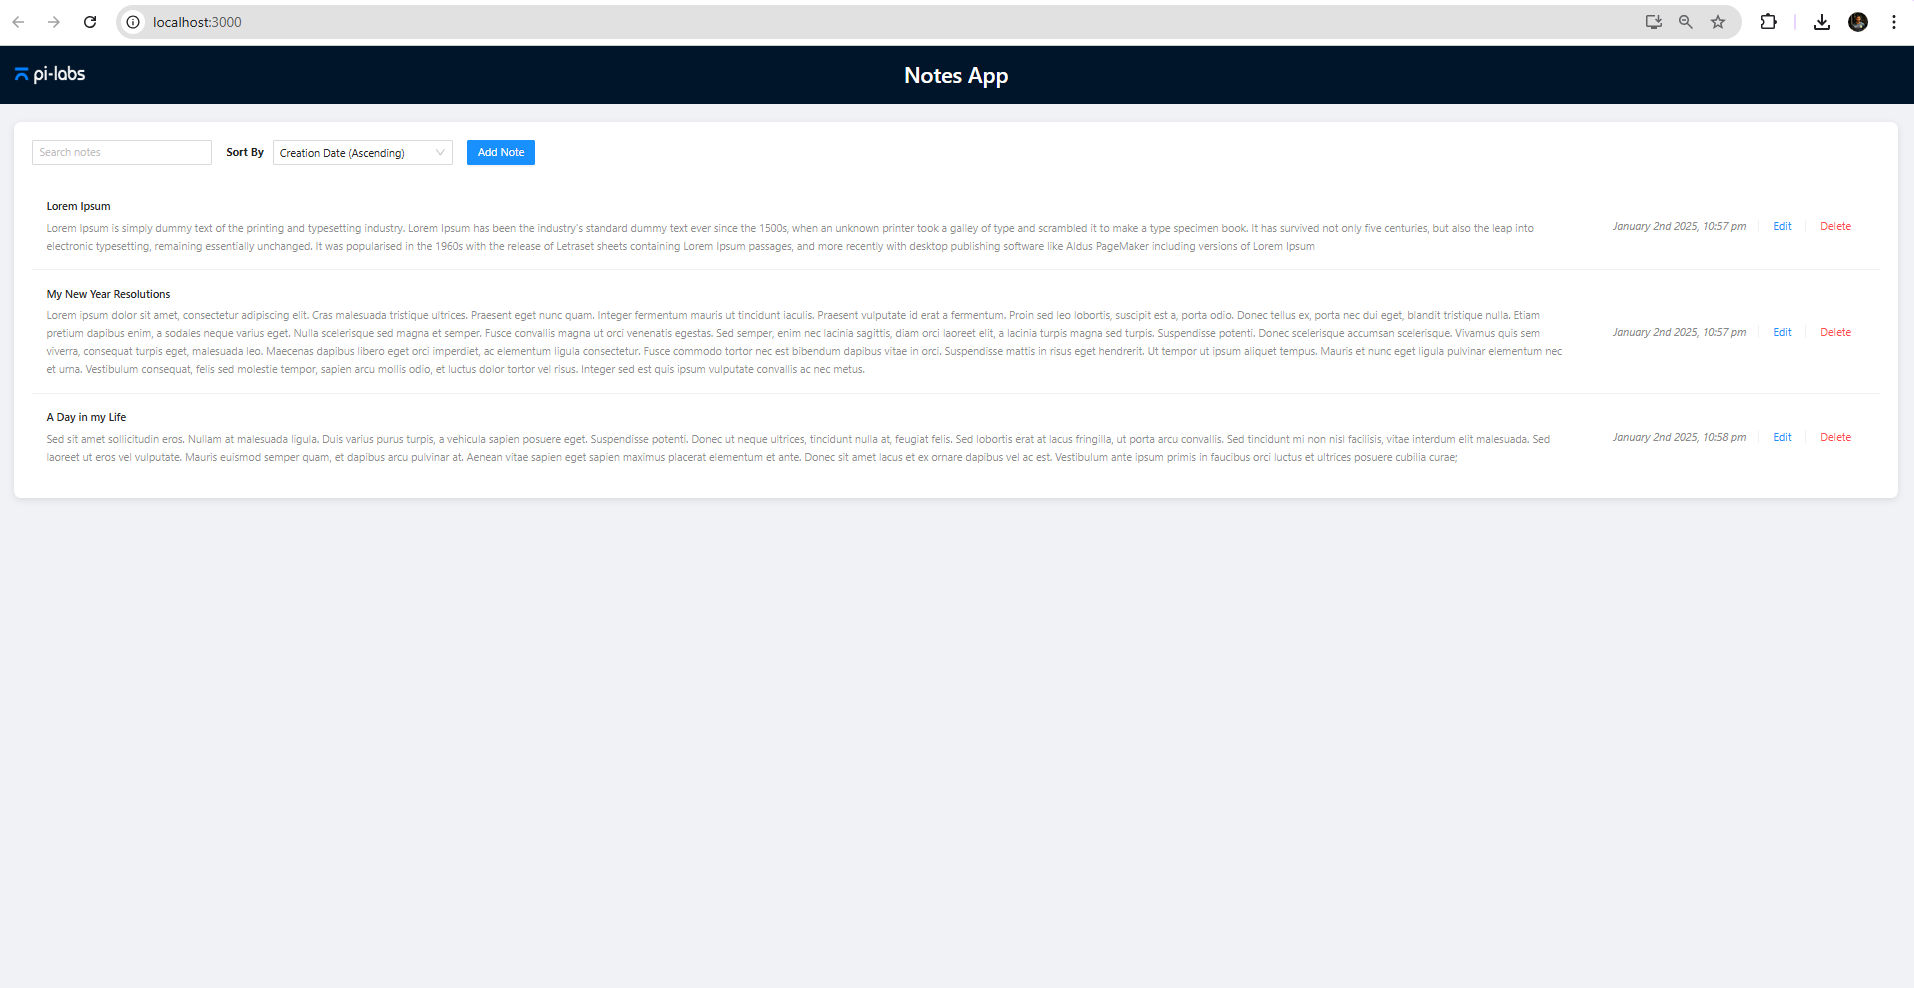 localhost:3000
pi-labs
Notes App
Search notes
Sort By
Creation Date (Ascending)
Add Note
Lorem Ipsum
Lorem Ipsum is simply dummy text of the printing and typesetting industry. Lorem Ipsum has been the industry's standard dummy text ever since the 1500s, when an unknown printer took a galley of type and scrambled it to make a type specimen book. It has survived not only five centuries, but also the leap into
electronic typesetting, remaining essentially unchanged. It was popularised in the 1960s with the release of Letraset sheets containing Lorem Ipsum passages, and more recently with desktop publishing software like Aldus PageMaker including versions of Lorem Ipsum
January 2nd 2025, 10:57 pm
Edit
Delete
My New Year Resolutions
Lorem ipsum dolor sit amet, consectetur adipiscing elit. Cras malesuada tristique ultrices. Praesent eget nunc quam. Integer fermentum mauris ut tincidunt iaculis. Praesent vulputate id erat a fermentum. Proin sed leo lobortis, suscipit est a, porta odio. Donec tellus ex, porta nec dui eget, blandit tristique nulla. Etiam
pretium dapibus enim, a sodales neque varius eget. Nulla scelerisque sed magna et semper. Fusce convallis magna ut orci venenatis egestas. Sed semper, enim nec lacinia sagittis, diam orci laoreet elit, a lacinia turpis magna sed turpis. Suspendisse potenti. Donec scelerisque accumsan scelerisque. Vivamus quis sem
viverra, consequat turpis eget, malesuada leo. Maecenas dapibus libero eget orci imperdiet, ac elementum ligula consectetur. Fusce commodo tortor nec est bibendum dapibus vitae in orci. Suspendisse mattis in risus eget hendrerit. Ut tempor ut ipsum aliquet tempus. Mauris et nunc eget ligula pulvinar elementum nec
et urna. Vestibulum consequat, felis sed molestie tempor, sapien arcu mollis odio, et luctus dolor tortor vel risus. Integer sed est quis ipsum vulputate convallis ac nec metus.
January 2nd 2025, 10:57 pm
Edit
Delete
A Day in my Life
Sed sit amet sollicitudin eros. Nullam at malesuada ligula. Duis varius purus turpis, a vehicula sapien posuere eget. Suspendisse potenti. Donec ut neque ultrices, tincidunt nulla at, feugiat felis. Sed lobortis erat at lacus fringilla, ut porta arcu convallis. Sed tincidunt mi non nisl facilisis, vitae interdum elit malesuada. Sed
laoreet ut eros vel vulputate. Mauris euismod semper quam, et dapibus arcu pulvinar at. Aenean vitae sapien eget sapien maximus placerat elementum et ante. Donec sit amet lacus et ex ornare dapibus vel ac est. Vestibulum ante ipsum primis in faucibus orci luctus et ultrices posuere cubilia curae;
January 2nd 2025, 10:58 pm
Edit
Delete